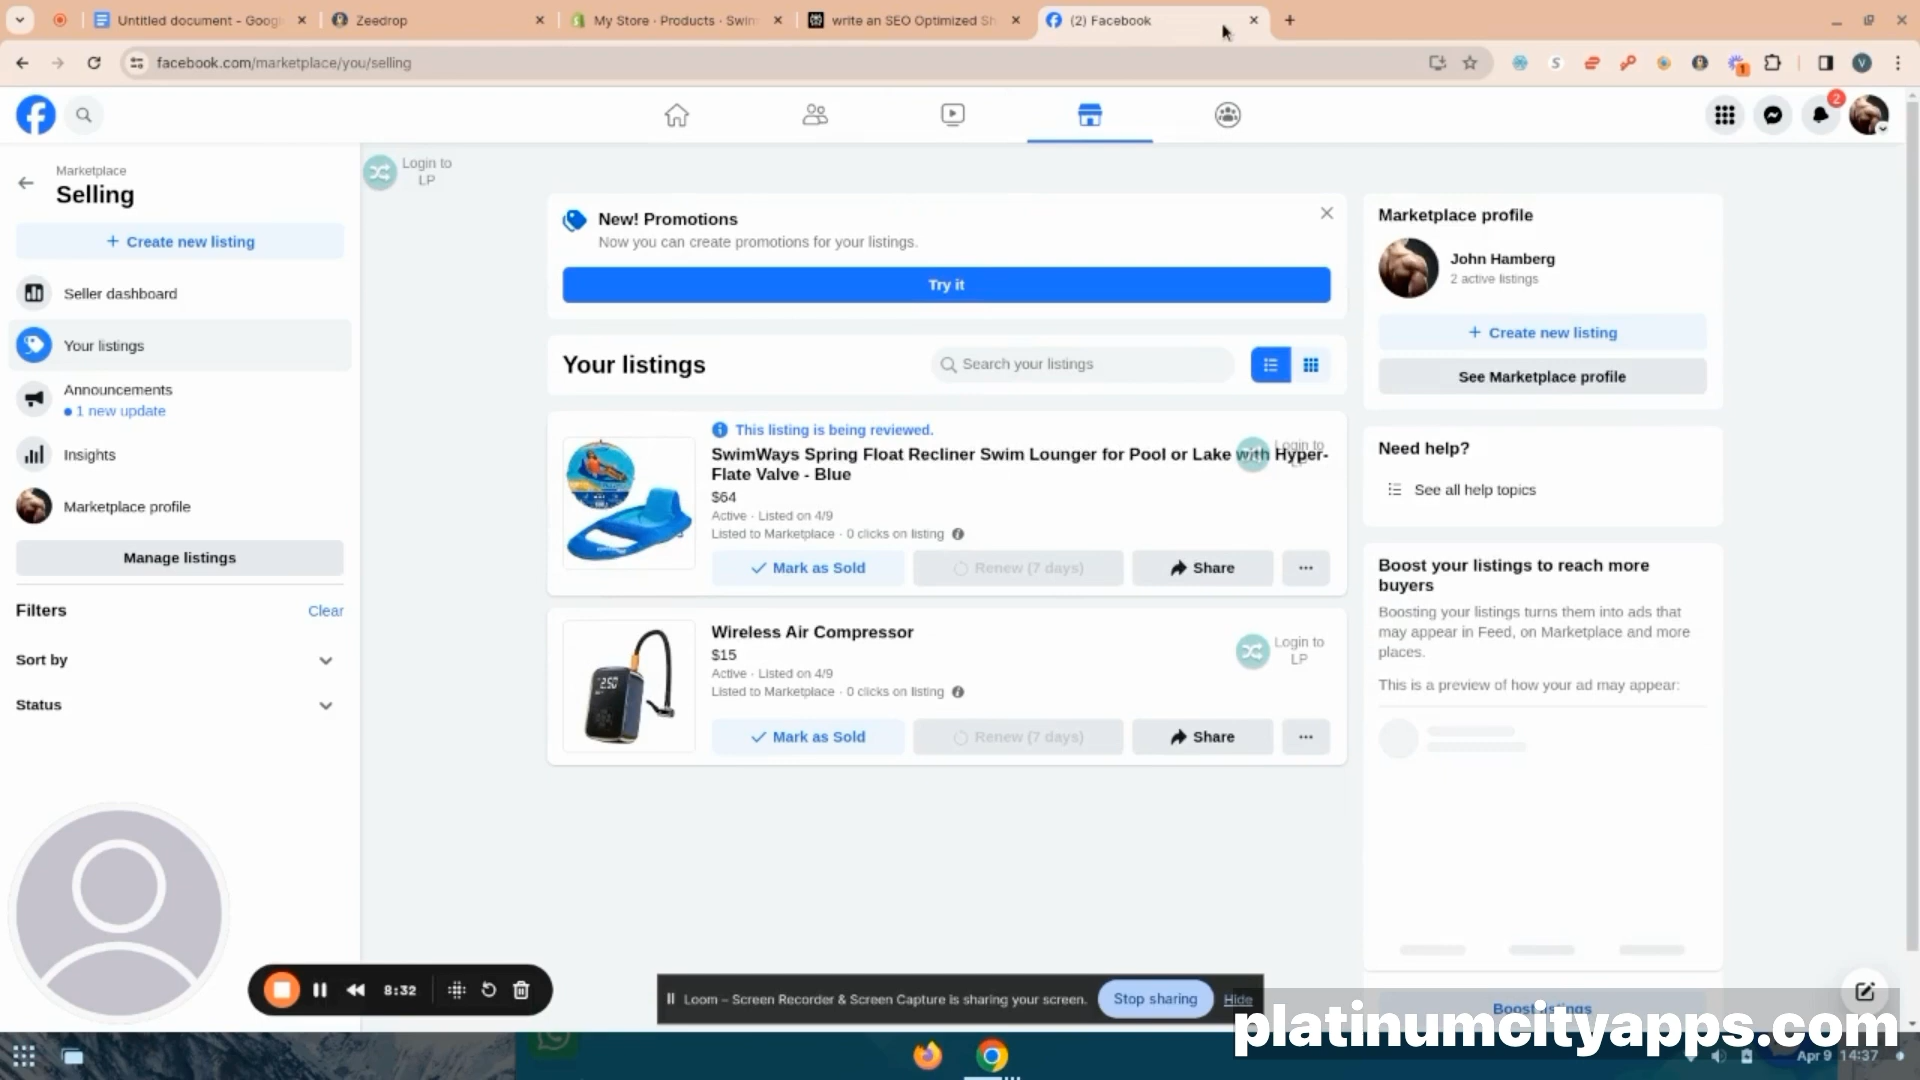 Untitled document - Goog
Zeedrop
My Store · Products · Swim
write an SEO Optimized Sh
(2) Facebook
facebook.com/marketplace/you/selling
1
2
Marketplace
Selling
+ Create new listing
Seller dashboard
Your listings
Announcements
1 new update
Insights
Marketplace profile
Manage listings
Filters
Clear
Sort by
Status
Login to
LP
New! Promotions
Now you can create promotions for your listings.
Try it
Your listings
Search your listings
This listing is being reviewed.
SwimWays Spring Float Recliner Swim Lounger for Pool or Lake with Hyper-
Flate Valve - Blue
$64
Active · Listed on 4/9
Listed to Marketplace · 0 clicks on listing
Mark as Sold
Renew (7 days)
Share
Login to
Wireless Air Compressor
$15
Active · Listed on 4/9
Listed to Marketplace · 0 clicks on listing
Mark as Sold
Renew (7 days)
Share
Login to
LP
Marketplace profile
John Hamberg
2 active listings
+ Create new listing
See Marketplace profile
Need help?
See all help topics
Boost your listings to reach more
buyers
Boosting your listings turns them into ads that
may appear in Feed, on Marketplace and more
places.
This is a preview of how your ad may appear:
Boost listings
8:32
Loom – Screen Recorder & Screen Capture is sharing your screen.
Stop sharing
Hide
platinumcityapps.com
Apr 9 14:37